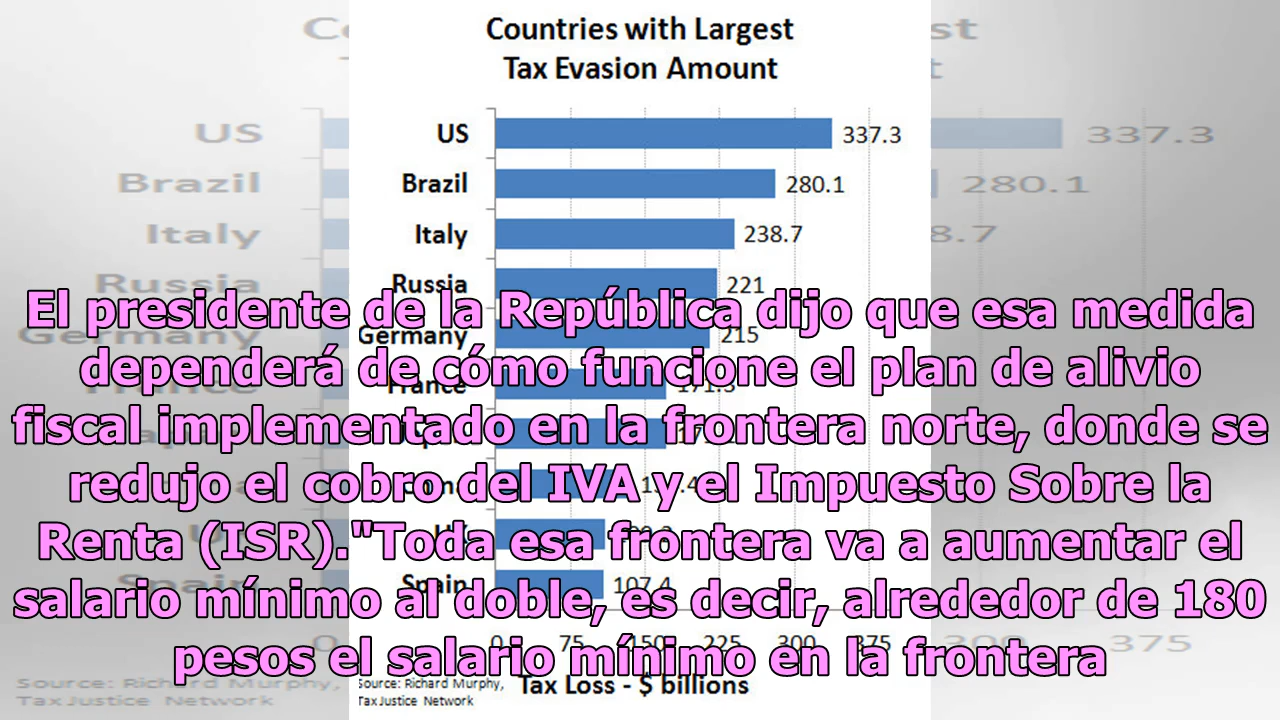 Countries with Largest
Tax Evasion Amount
US 337.3
Brazil 280.1
Italy 238.7
Russia 221
Germany 215
France
Spain 107.4
0 75 150 225 300 375
Tax Loss - $ billions
Source: Richard Murphy,
Tax Justice Network
El presidente de la República dijo que esa medida
dependerá de cómo funcione el plan de alivio
fiscal implementado en la frontera norte, donde se
redujo el cobro del IVA y el Impuesto Sobre la
Renta (ISR)."Toda esa frontera va a aumentar el
salario mínimo al doble, es decir, alrededor de 180
pesos el salario mínimo en la frontera